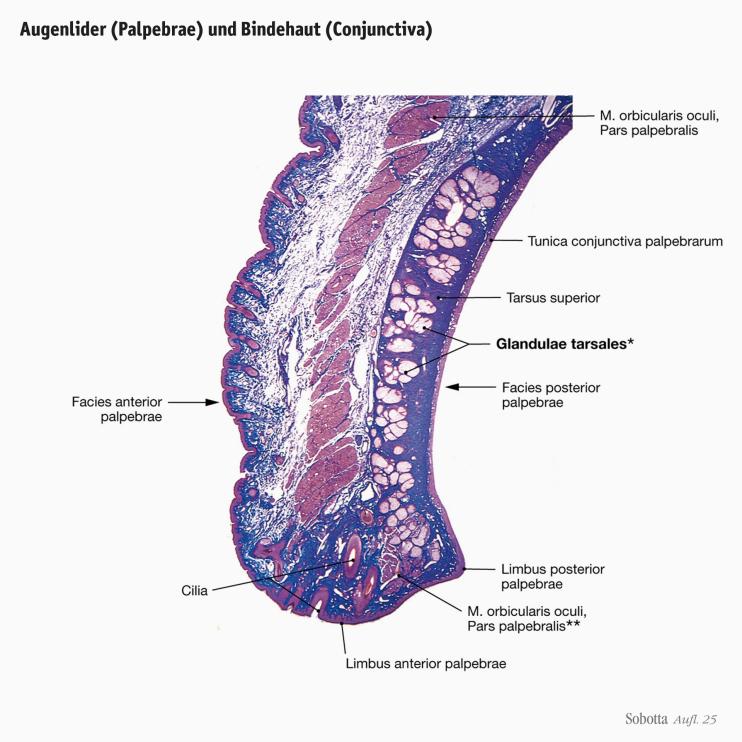 Augenlider (Palpebrae) und Bindehaut (Conjunctiva)
M. orbicularis oculi,
Pars palpebralis
Tunica conjunctiva palpebrarum
Tarsus superior
Glandulae tarsales*
Facies posterior
palpebrae
Facies anterior
palpebrae
Limbus posterior
palpebrae
Cilia
M. orbicularis oculi,
Pars palpebralis**
Limbus anterior palpebrae
Sobotta Aufl. 25